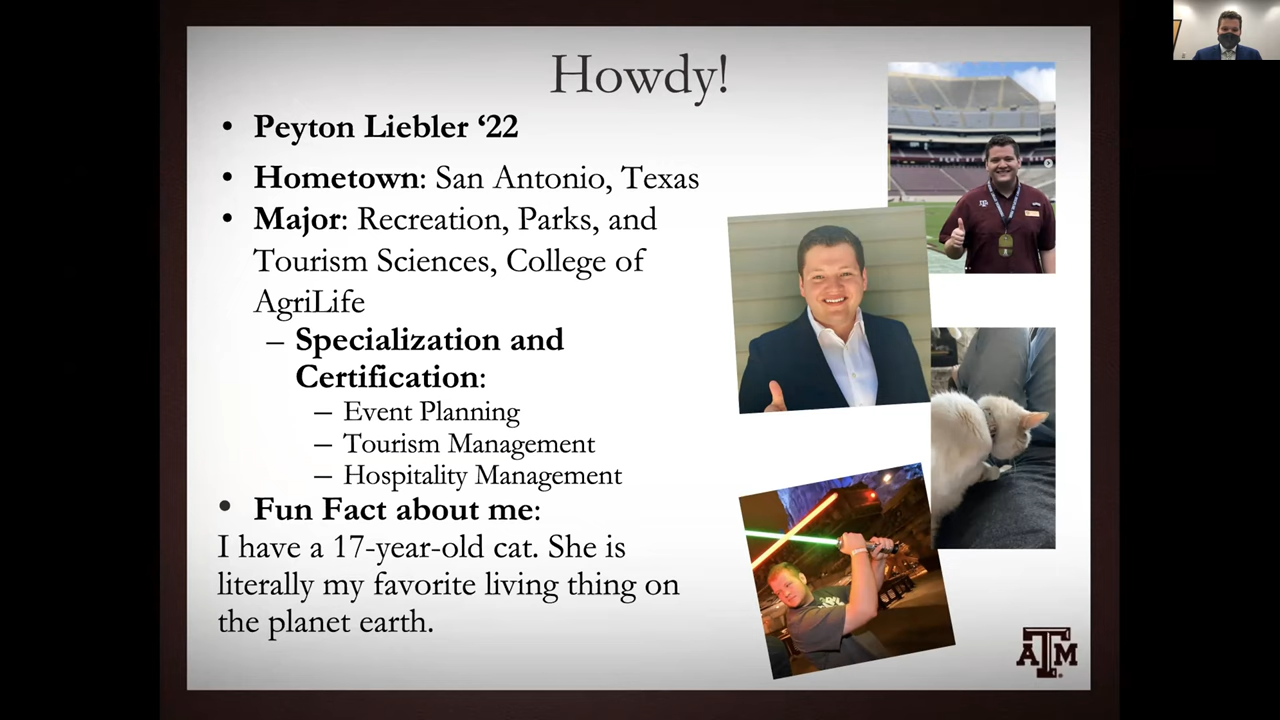 Howdy!
• Peyton Liebler ‘22
• Hometown: San Antonio, Texas
• Major: Recreation, Parks, and
Tourism Sciences, College of
AgriLife
– Specialization and
Certification:
– Event Planning
– Tourism Management
– Hospitality Management
• Fun Fact about me:
I have a 17-year-old cat. She is
literally my favorite living thing on
the planet earth.
ATM